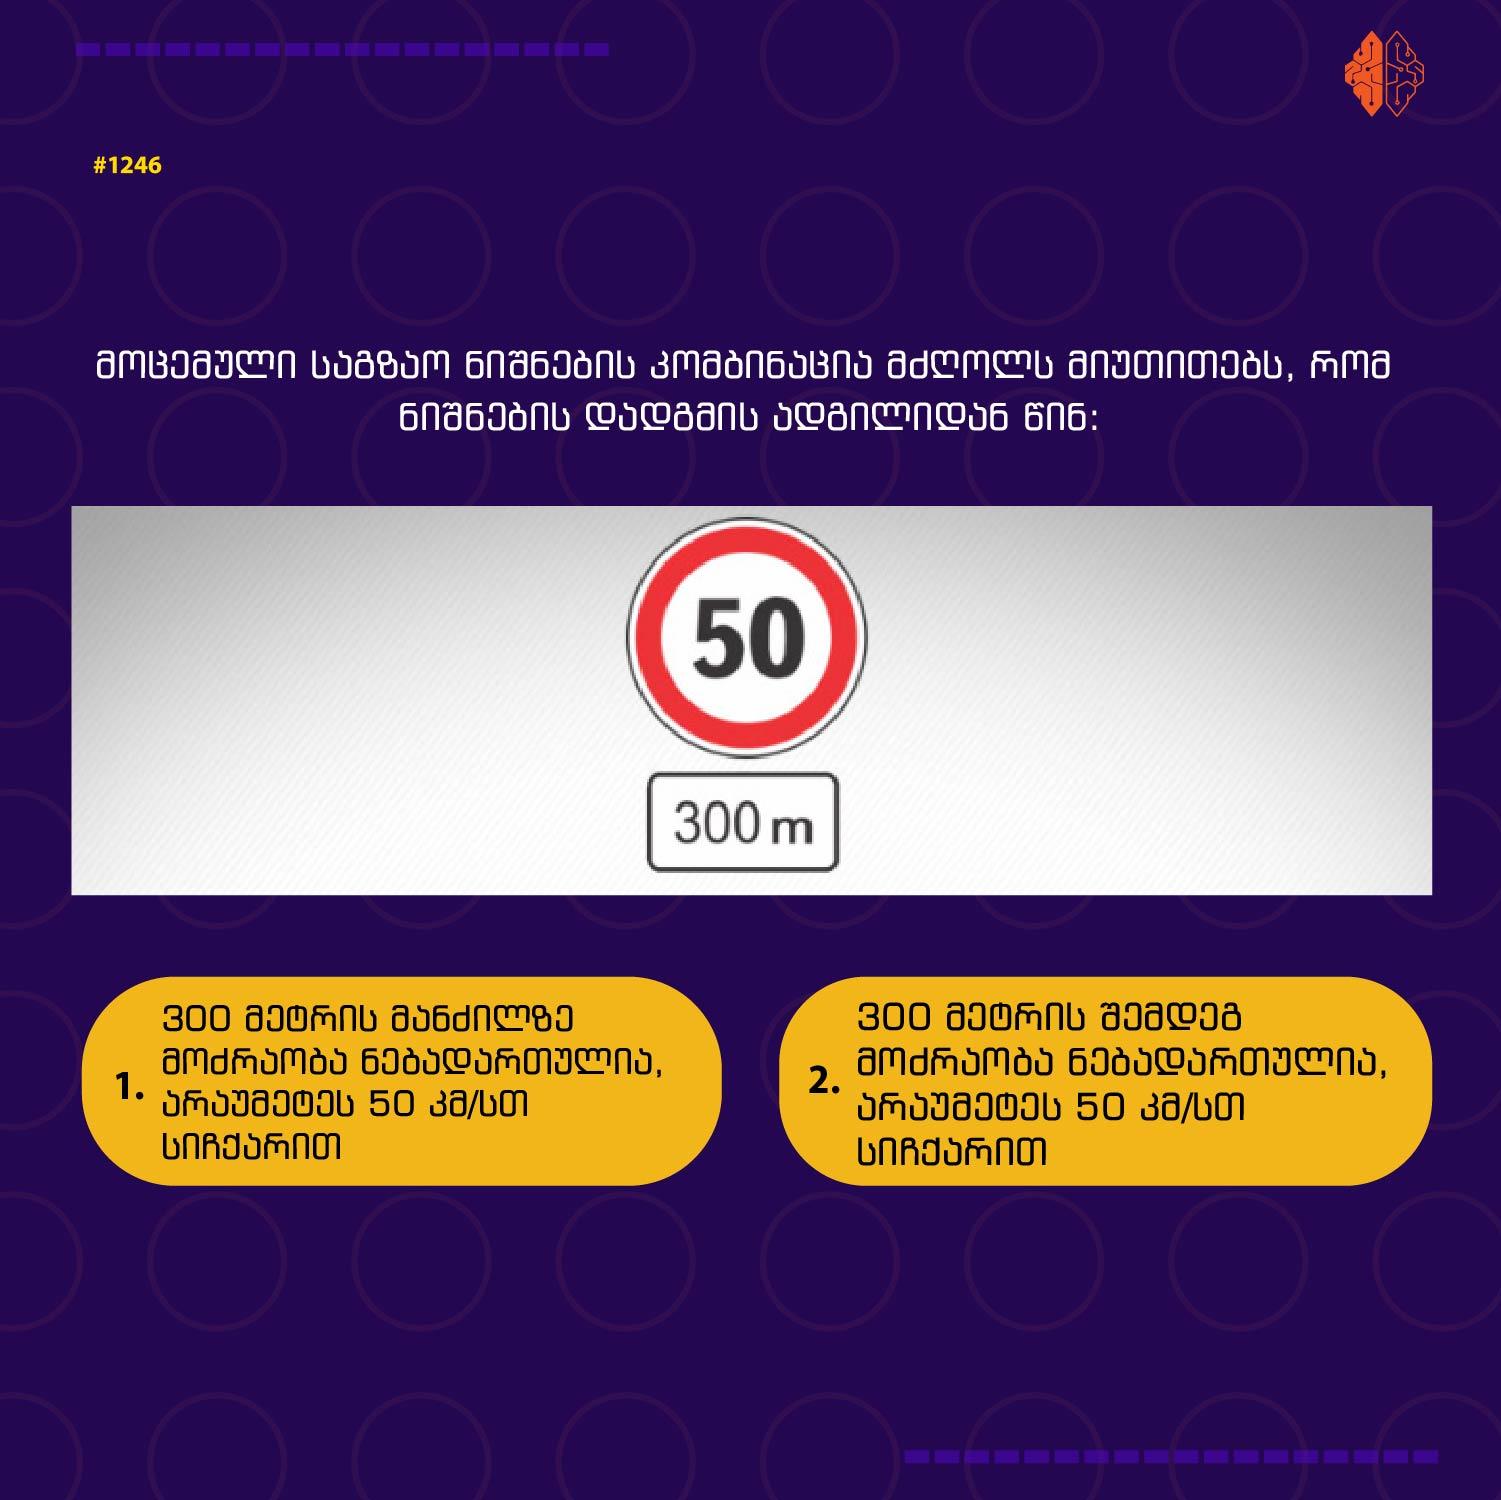 #1246
მოცემული საგზაო ნიშნების კომბინაცია მძღოლს მიუთითებს, რომ
ნიშნების დადგმის ადგილიდან წინ:
50
300 m
1. 300 მეტრის მანძილზე
მოძრაობა ნებადართულია,
არაუმეტეს 50 კმ/სთ
სიჩქარით
2. 300 მეტრის შემდეგ
მოძრაობა ნებადართულია,
არაუმეტეს 50 კმ/სთ
სიჩქარით